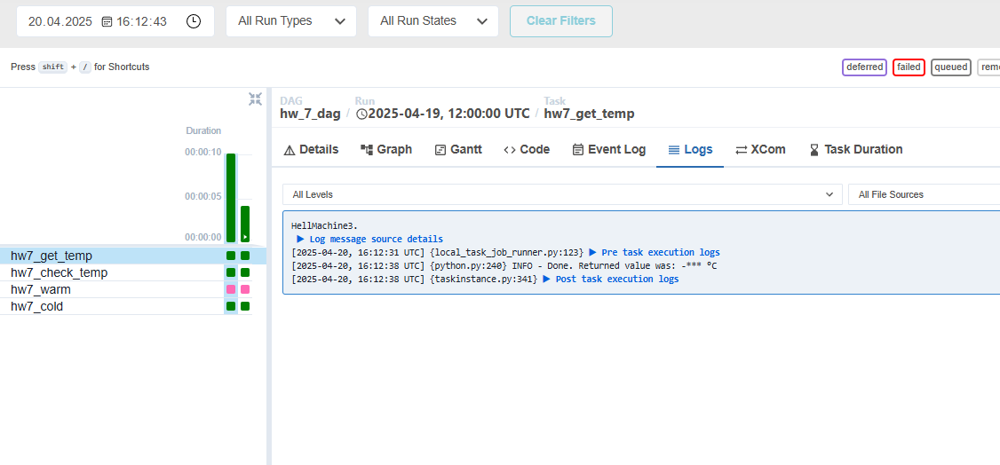 20.04.2025 16:12:43 All Run Types All Run States Clear Filters
Press shift + / for Shortcuts
deferred failed queued
DAG Run Task
hw_7_dag / 2025-04-19, 12:00:00 UTC / hw7_get_temp
Duration
00:00:10
00:00:05
00:00:00
hw7_get_temp
hw7_check_temp
hw7_warm
hw7_cold
Details Graph Gantt Code Event Log Logs XCom Task Duration
All Levels All File Sources
HellMachine3.
▶ Log message source details
[2025-04-20, 16:12:31 UTC] {local_task_job_runner.py:123} ▶ Pre task execution logs
[2025-04-20, 16:12:38 UTC] {python.py:240} INFO - Done. Returned value was: -*** ºC
[2025-04-20, 16:12:38 UTC] {taskinstance.py:341} ▶ Post task execution logs